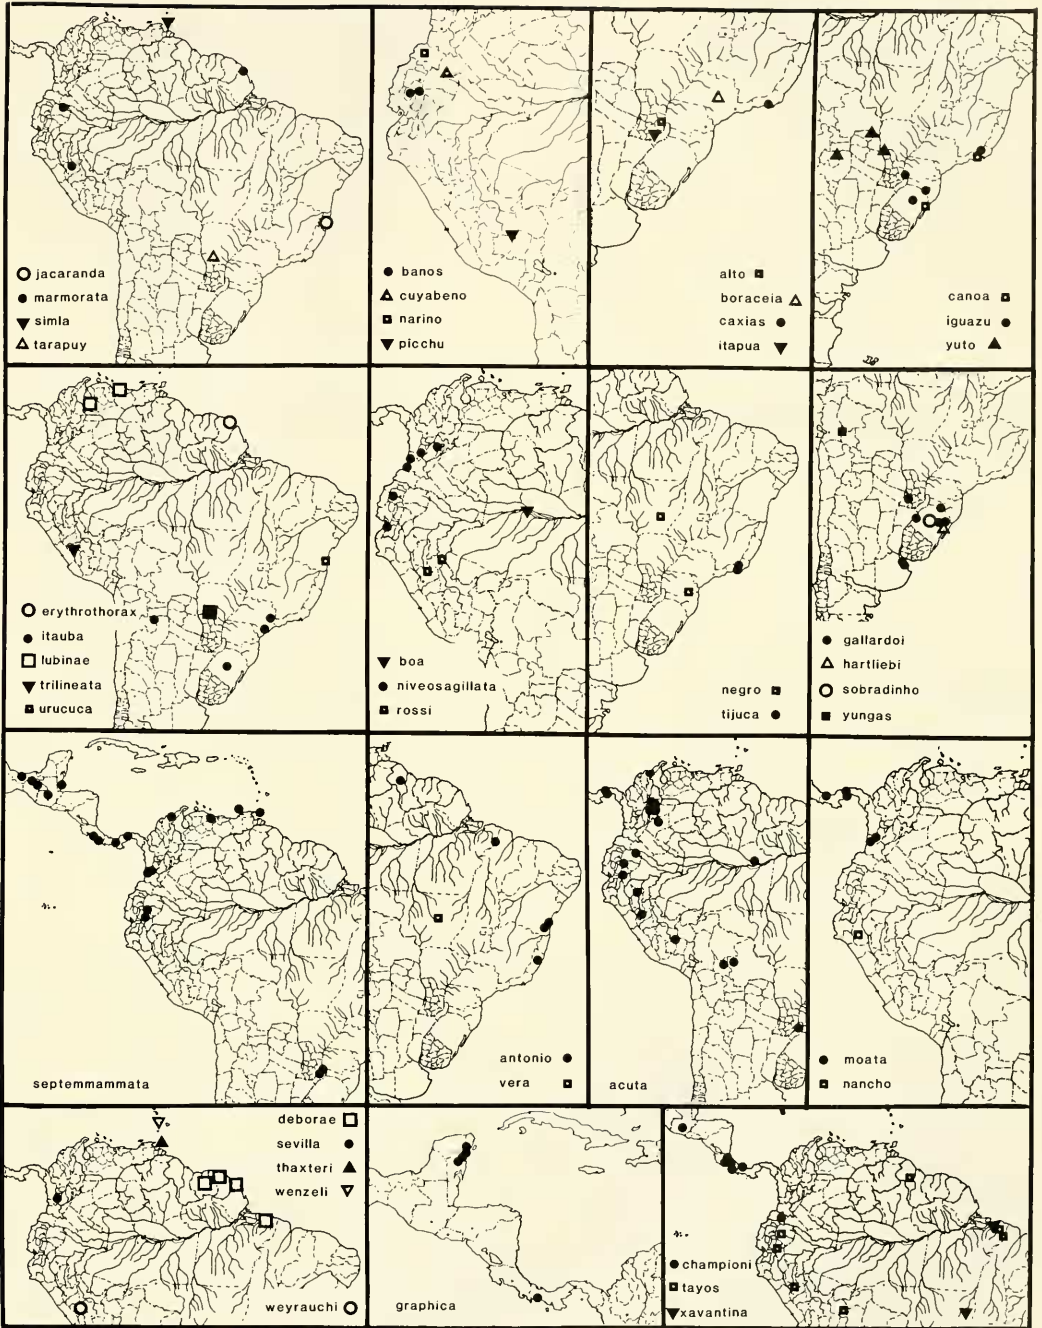 jacaranda
marmorata
simla
tarapuy
banos
cuyabeno
narino
picchu
alto
boraceia
caxias
itapua
canoa
iguazu
yuto
erythrothorax
itauba
lubinae
trilineata
urucuca
boa
niveosagillata
rossi
negro
tijuca
gallardoi
hartliebi
sobradinho
yungas
septemmammata
antonio
vera
acuta
moata
nancho
deborae
sevilla
thaxteri
wenzeli
weyrauchi
graphica
championi
tayos
xavantina